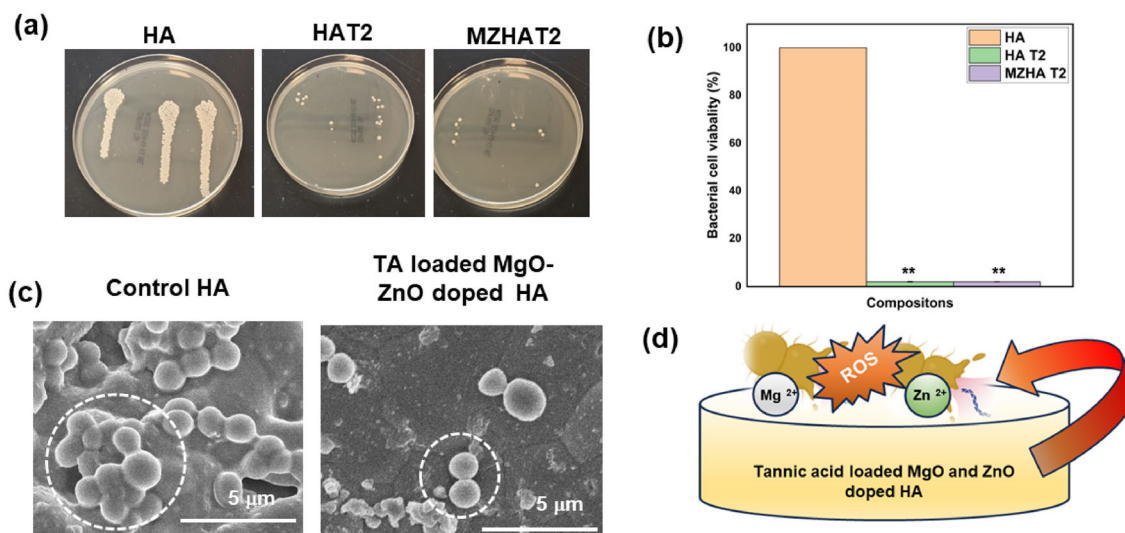 (a)
HA
HAT2
MZHAT2
(b)
Bacterial cell viabality (%)
100
80
60
40
20
0
HA
HA T2
MZHA T2
**
**
Compositons
(c)
Control HA
TA loaded MgO-
ZnO doped HA
5 μm
5 μm
(d)
ROS
Mg 2+
Zn 2+
Tannic acid loaded MgO and ZnO
doped HA